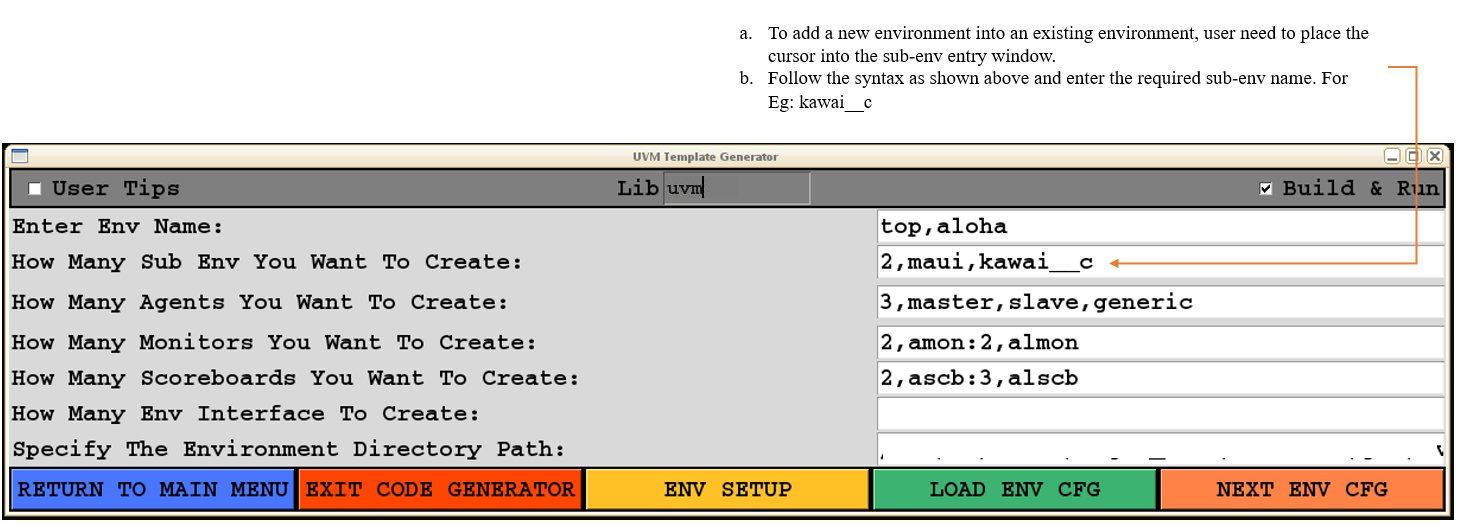 a. To add a new environment into an existing environment, user need to place the
cursor into the sub-env entry window.
b. Follow the syntax as shown above and enter the required sub-env name. For
Eg: kawai__c
UVM Template Generator
User Tips Lib uvm Build & Run
Enter Env Name: top,aloha
How Many Sub Env You Want To Create: 2,maui,kawai__c
How Many Agents You Want To Create: 3,master,slave,generic
How Many Monitors You Want To Create: 2,amon:2,almon
How Many Scoreboards You Want To Create: 2,ascb:3,alscb
How Many Env Interface To Create:
Specify The Environment Directory Path:
RETURN TO MAIN MENU EXIT CODE GENERATOR ENV SETUP LOAD ENV CFG NEXT ENV CFG